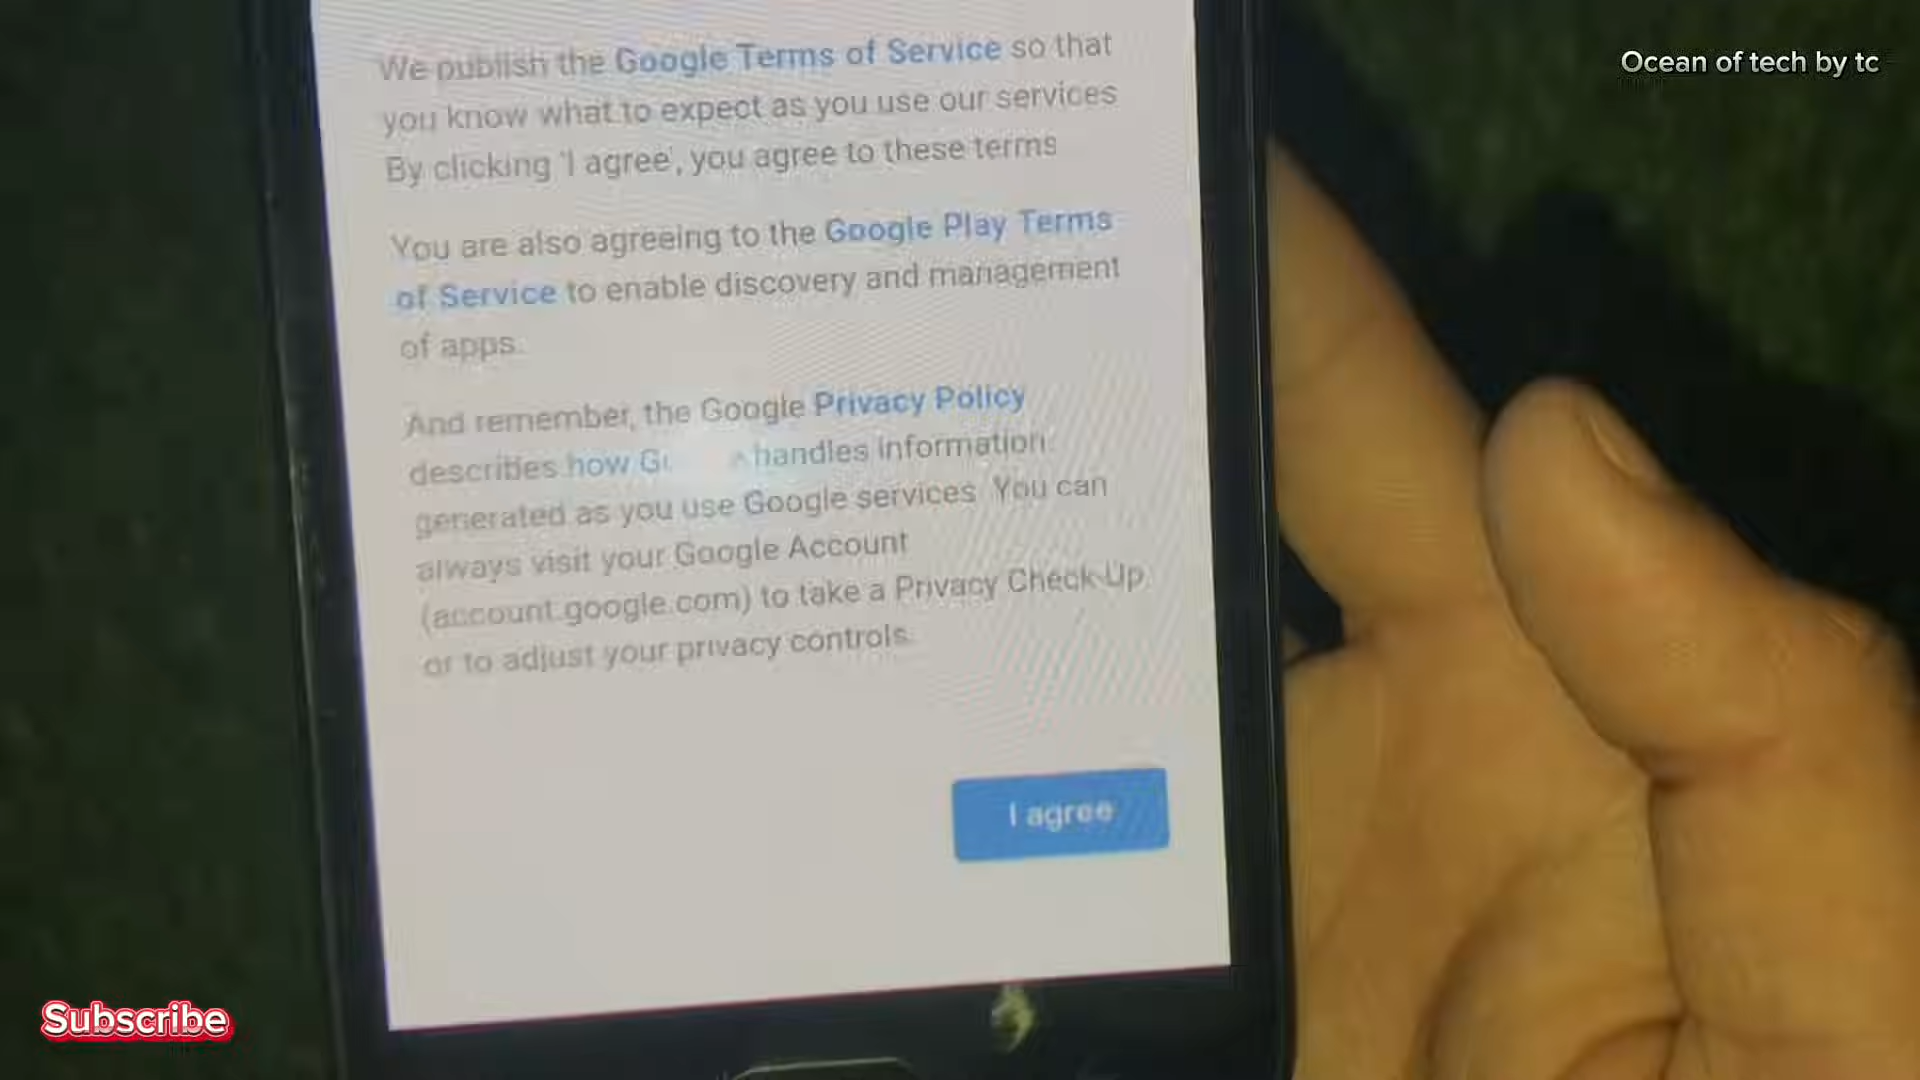 We publish the Google Terms of Service so that
you know what to expect as you use our services
By clicking 'I agree', you agree to these terms
You are also agreeing to the Google Play Terms
of Service to enable discovery and management
of apps.
And remember, the Google Privacy Policy
describes how handles information
generated as you use Google services You can
always visit your Google Account
(account.google.com) to take a Privacy Check-Up
or to adjust your privacy controls.
I agree
Ocean of tech by tc
Subscribe